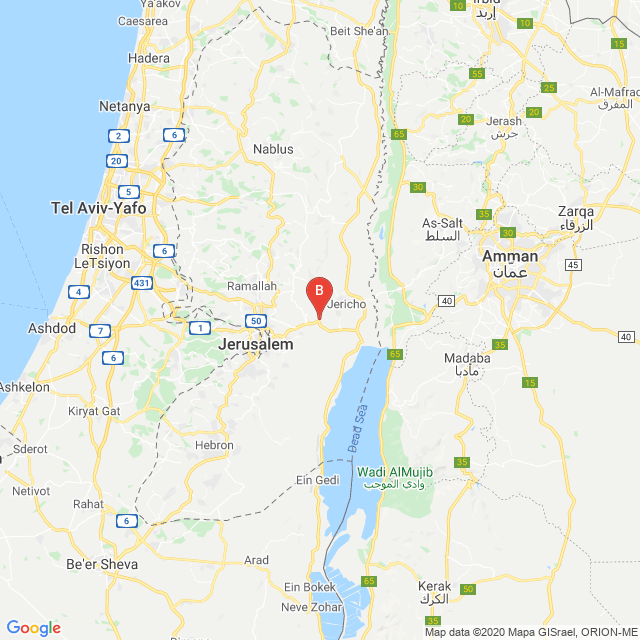 Ya'akov
Caesarea
Beit She'an
Irbid
إربد
Hadera
Netanya
Al-Mafraq
المفرق
Jerash
جرش
Nablus
Tel Aviv-Yafo
As-Salt
السلط
Zarqa
الزرقاء
Rishon
LeTsiyon
Amman
عمان
Ramallah
B
Jericho
Ashdod
Jerusalem
Madaba
مأدبا
Ashkelon
Kiryat Gat
Dead Sea
Hebron
Sderot
Wadi AlMujib
وادي الموجب
Netivot
Ein Gedi
Rahat
Be'er Sheva
Arad
Ein Bokek
Neve Zohar
Kerak
الكرك
2
6
20
5
6
4
431
7
1
50
6
6
10
20
55
25
20
20
65
30
35
30
45
40
40
65
35
15
35
35
65
50
Google
Map data ©2020 Mapa GISrael, ORION-ME